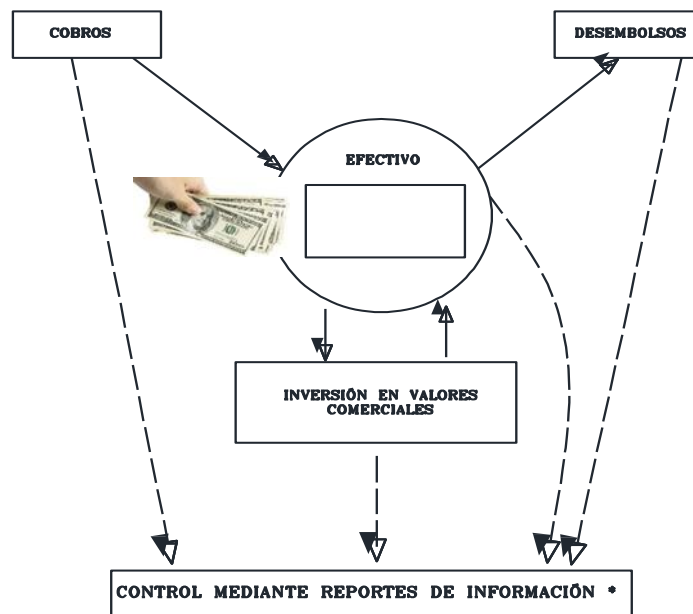 COBROS
DESEMBOLSOS
EFECTIVO
INVERSIÓN EN VALORES
COMERCIALES
CONTROL MEDIANTE REPORTES DE INFORMACIÓN *